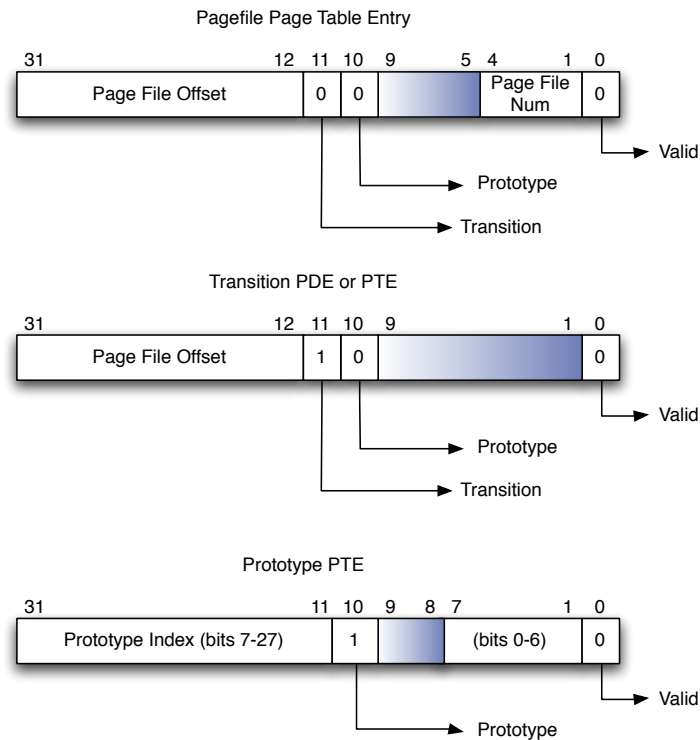 Pagefile Page Table Entry
31 12 11 10 9 5 4 1 0
Page File Offset 0 0 Page File Num 0
Valid
Prototype
Transition
Transition PDE or PTE
31 12 11 10 9 1 0
Page File Offset 1 0 0
Valid
Prototype
Transition
Prototype PTE
31 11 10 9 8 7 1 0
Prototype Index (bits 7-27) 1 (bits 0-6) 0
Valid
Prototype